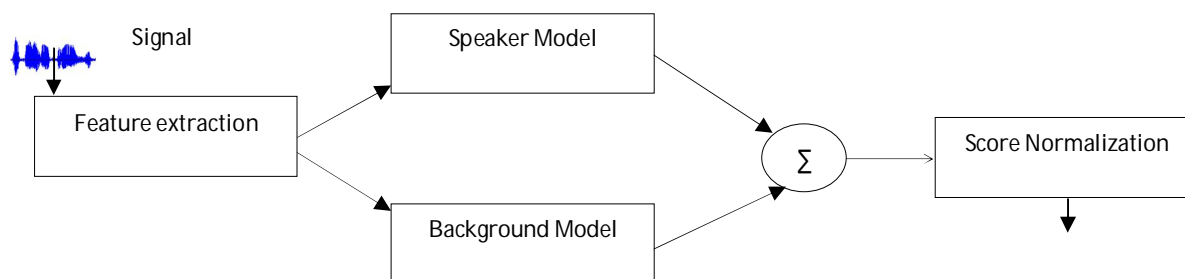 Signal
Speaker Model
Feature extraction
Σ
Score Normalization
Background Model